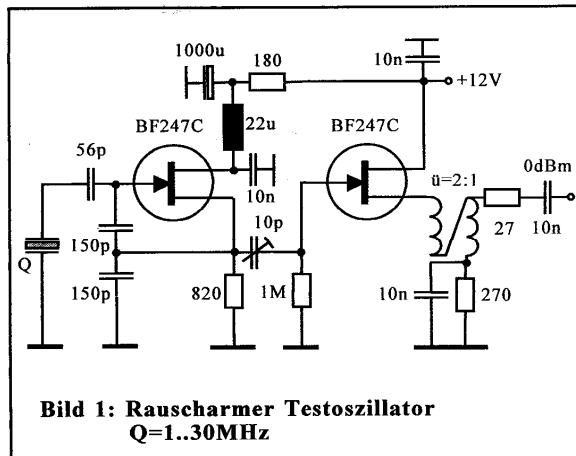 1000u
180
10n
+12V
BF247C
22u
BF247C
56p
10n
ü=2:1
0dBm
10p
27
10n
Q
150p
150p
820
1M
10n
270
Bild 1: Rauscharmer Testoszillator
Q=1..30MHz